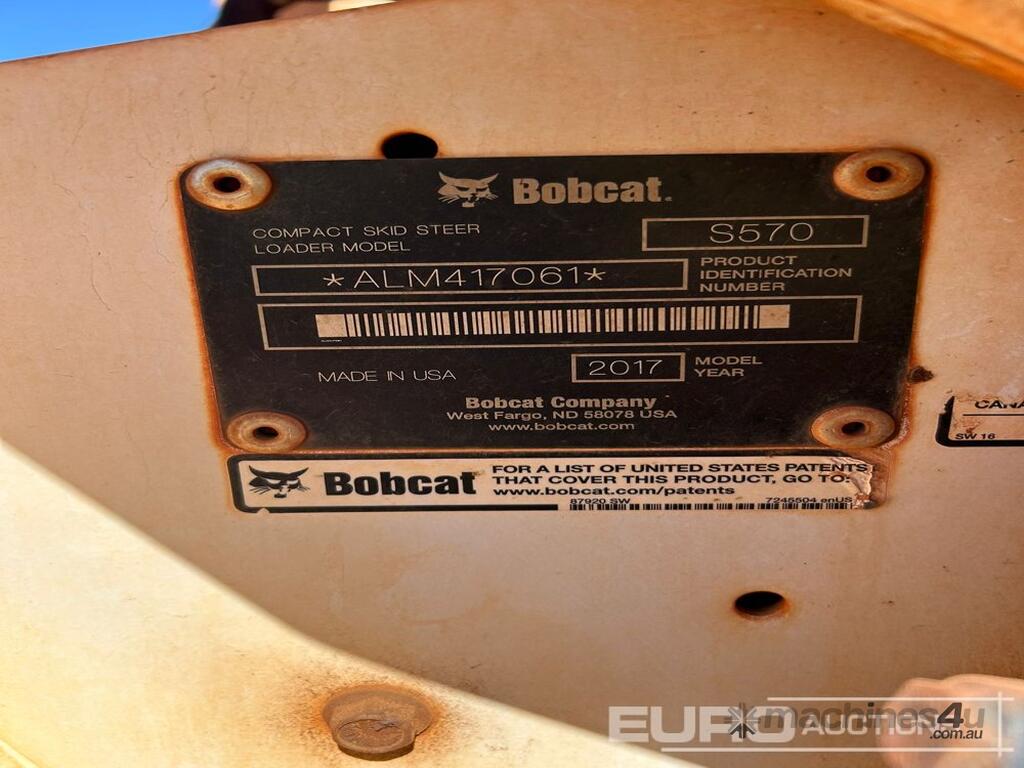 Bobcat.
COMPACT SKID STEER
LOADER MODEL
S570
*ALM417061*
PRODUCT
IDENTIFICATION
NUMBER
MADE IN USA
2017
MODEL
YEAR
Bobcat Company
West Fargo, ND 58078 USA
www.bobcat.com
Bobcat
FOR A LIST OF UNITED STATES PATENTS
THAT COVER THIS PRODUCT, GO TO:
www.bobcat.com/patents
87920 SW
7245504 enUS
CANA
SW 16
EURO AUCTIONS
machines4u
.com.au